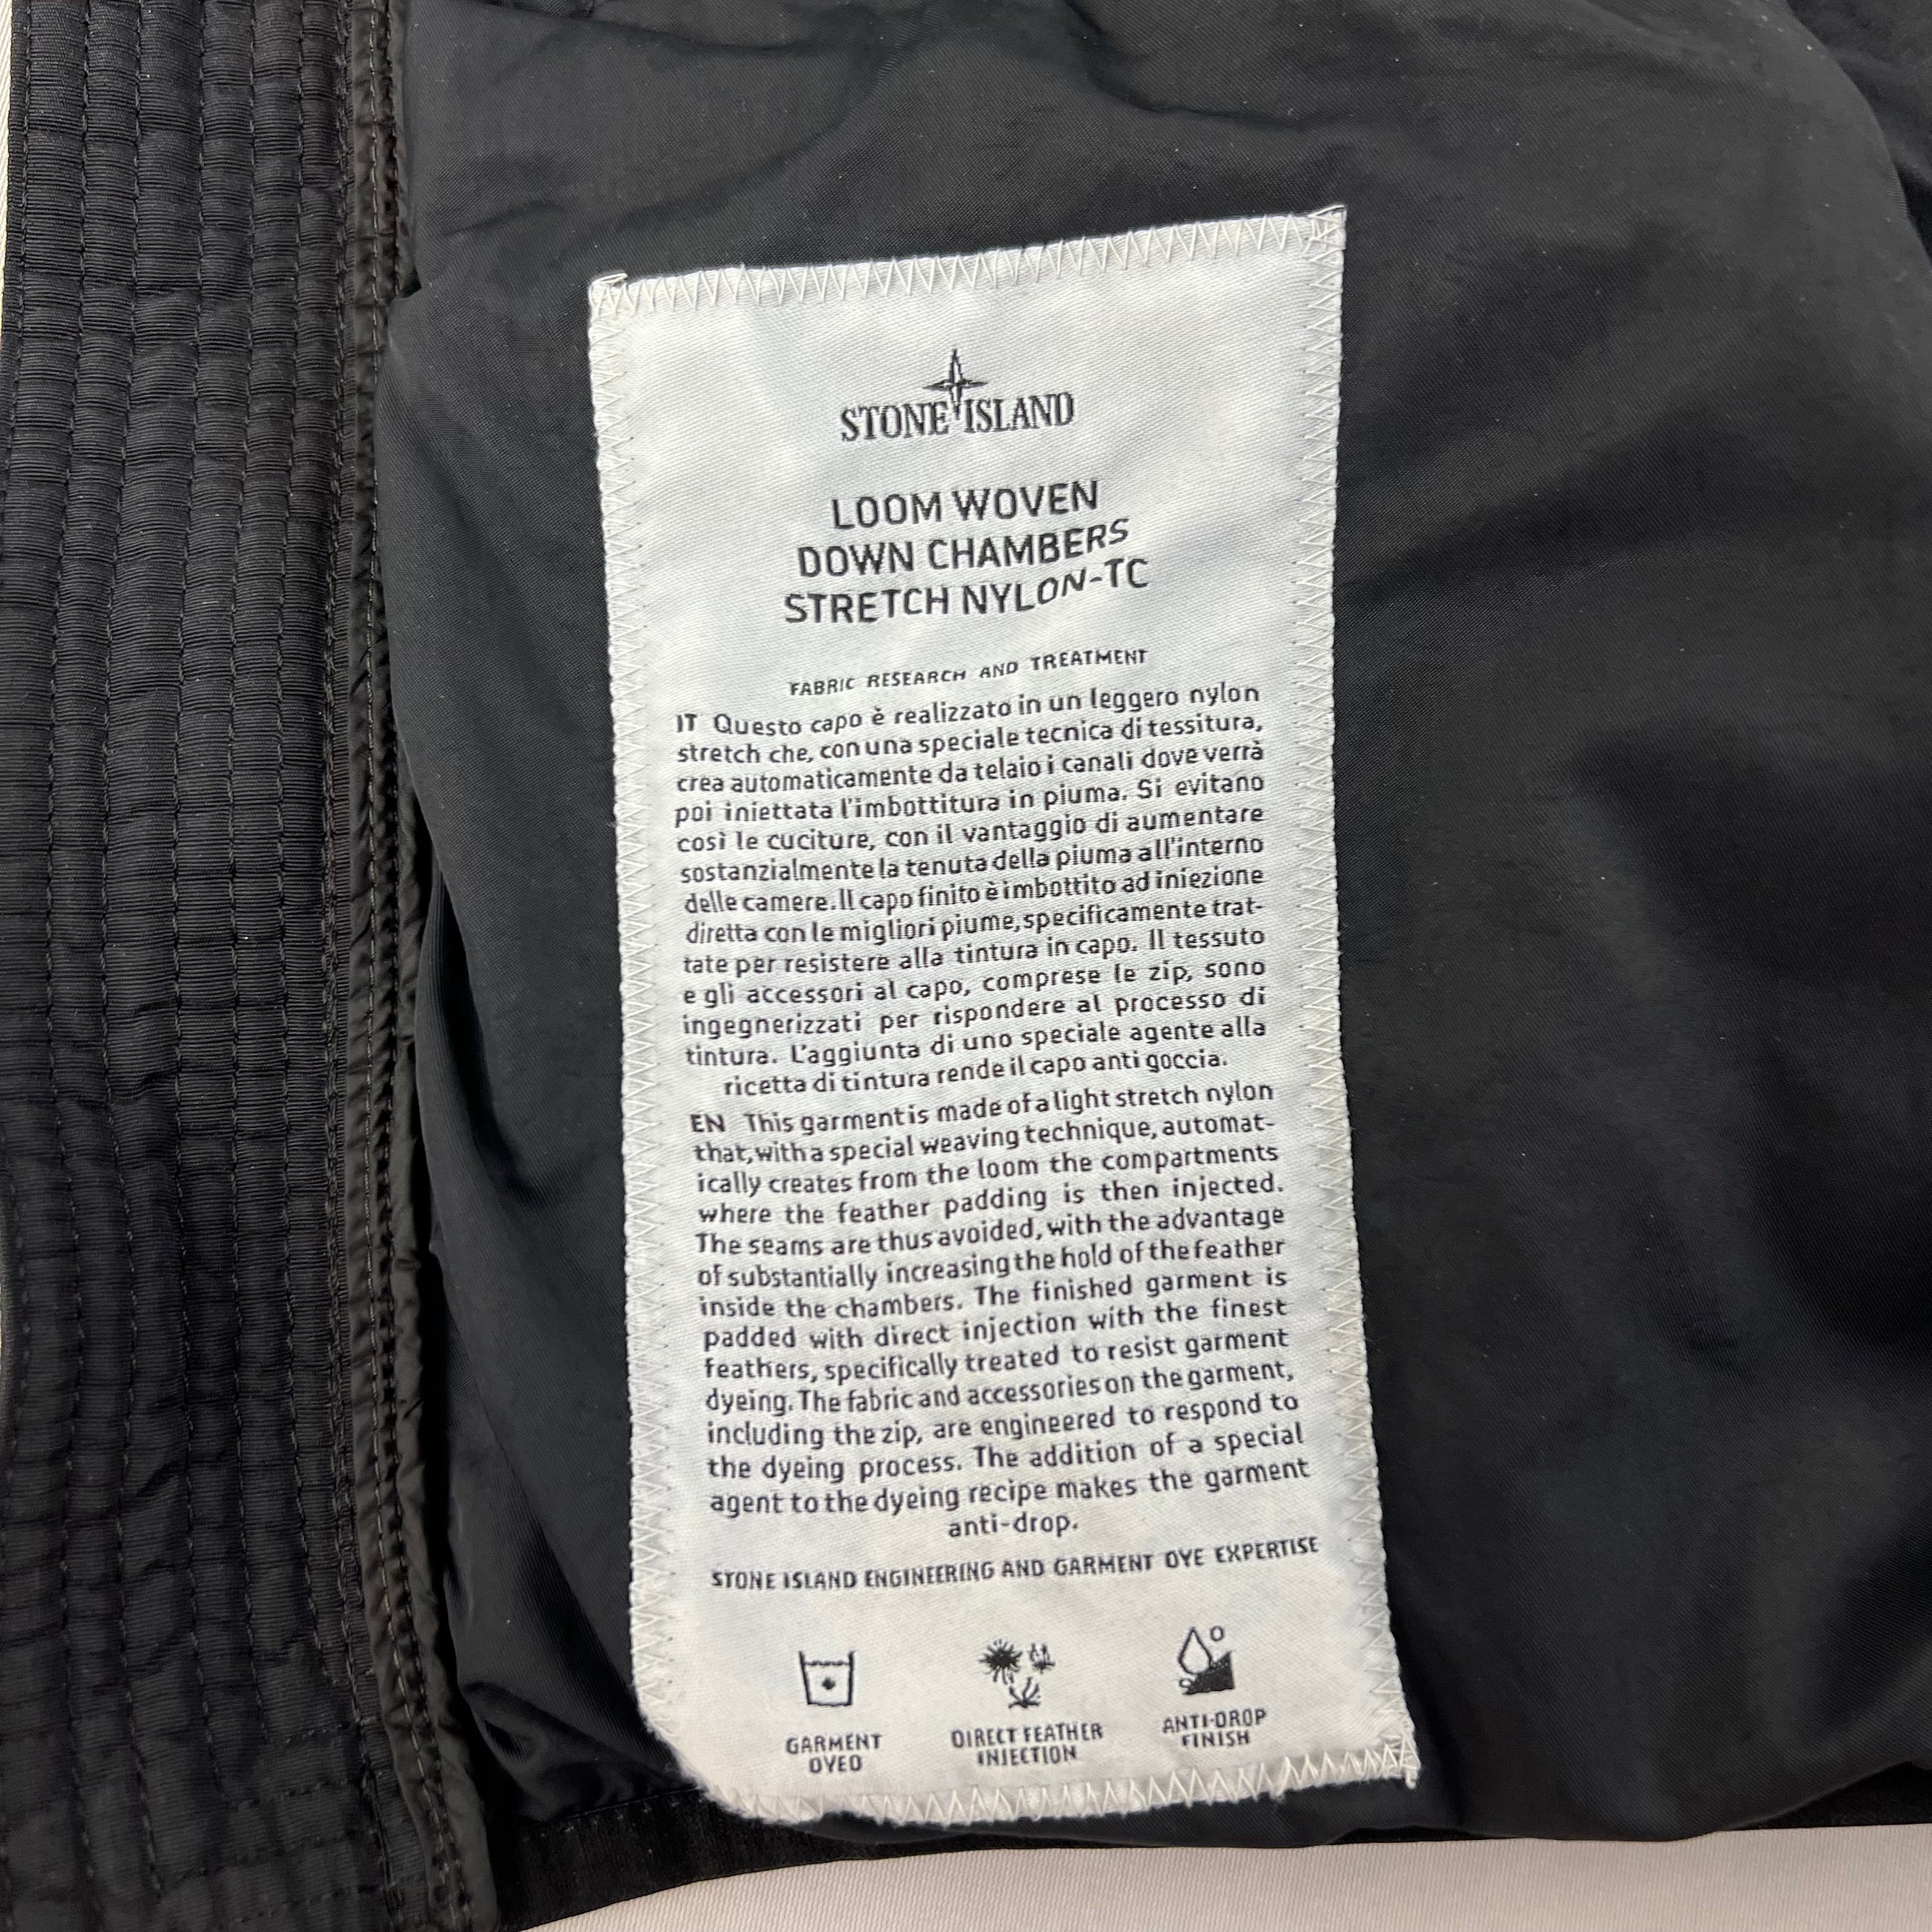 STONE ISLAND
LOOM WOVEN
DOWN CHAMBERS
STRETCH NYLON-TC
FABRIC RESEARCH AND TREATMENT
IT Questo capo è realizzato in un leggero nylon
stretch che, con una speciale tecnica di tessitura,
crea automaticamente da telaio i canali dove verrà
poi iniettata l'imbottitura in piuma. Si evitano
così le cuciture, con il vantaggio di aumentare
sostanzialmente la tenuta della piuma all'interno
delle camere. Il capo finito è imbottito ad iniezione
diretta con le migliori piume, specificamente trat-
tate per resistere alla tintura in capo. Il tessuto
e gli accessori al capo, comprese le zip, sono
ingegnerizzati per rispondere al processo di
tintura. L'aggiunta di uno speciale agente alla
ricetta di tintura rende il capo anti goccia.
EN This garment is made of a light stretch nylon
that, with a special weaving technique, automat-
ically creates from the loom the compartments
where the feather padding is then injected.
The seams are thus avoided, with the advantage
of substantially increasing the hold of the feather
inside the chambers. The finished garment is
padded with direct injection with the finest
feathers, specifically treated to resist garment
dyeing. The fabric and accessories on the garment,
including the zip, are engineered to respond to
the dyeing process. The addition of a special
agent to the dyeing recipe makes the garment
anti-drop.
STONE ISLAND ENGINEERING AND GARMENT DYE EXPERTISE
GARMENT
DYED
DIRECT FEATHER
INJECTION
ANTI-DROP
FINISH